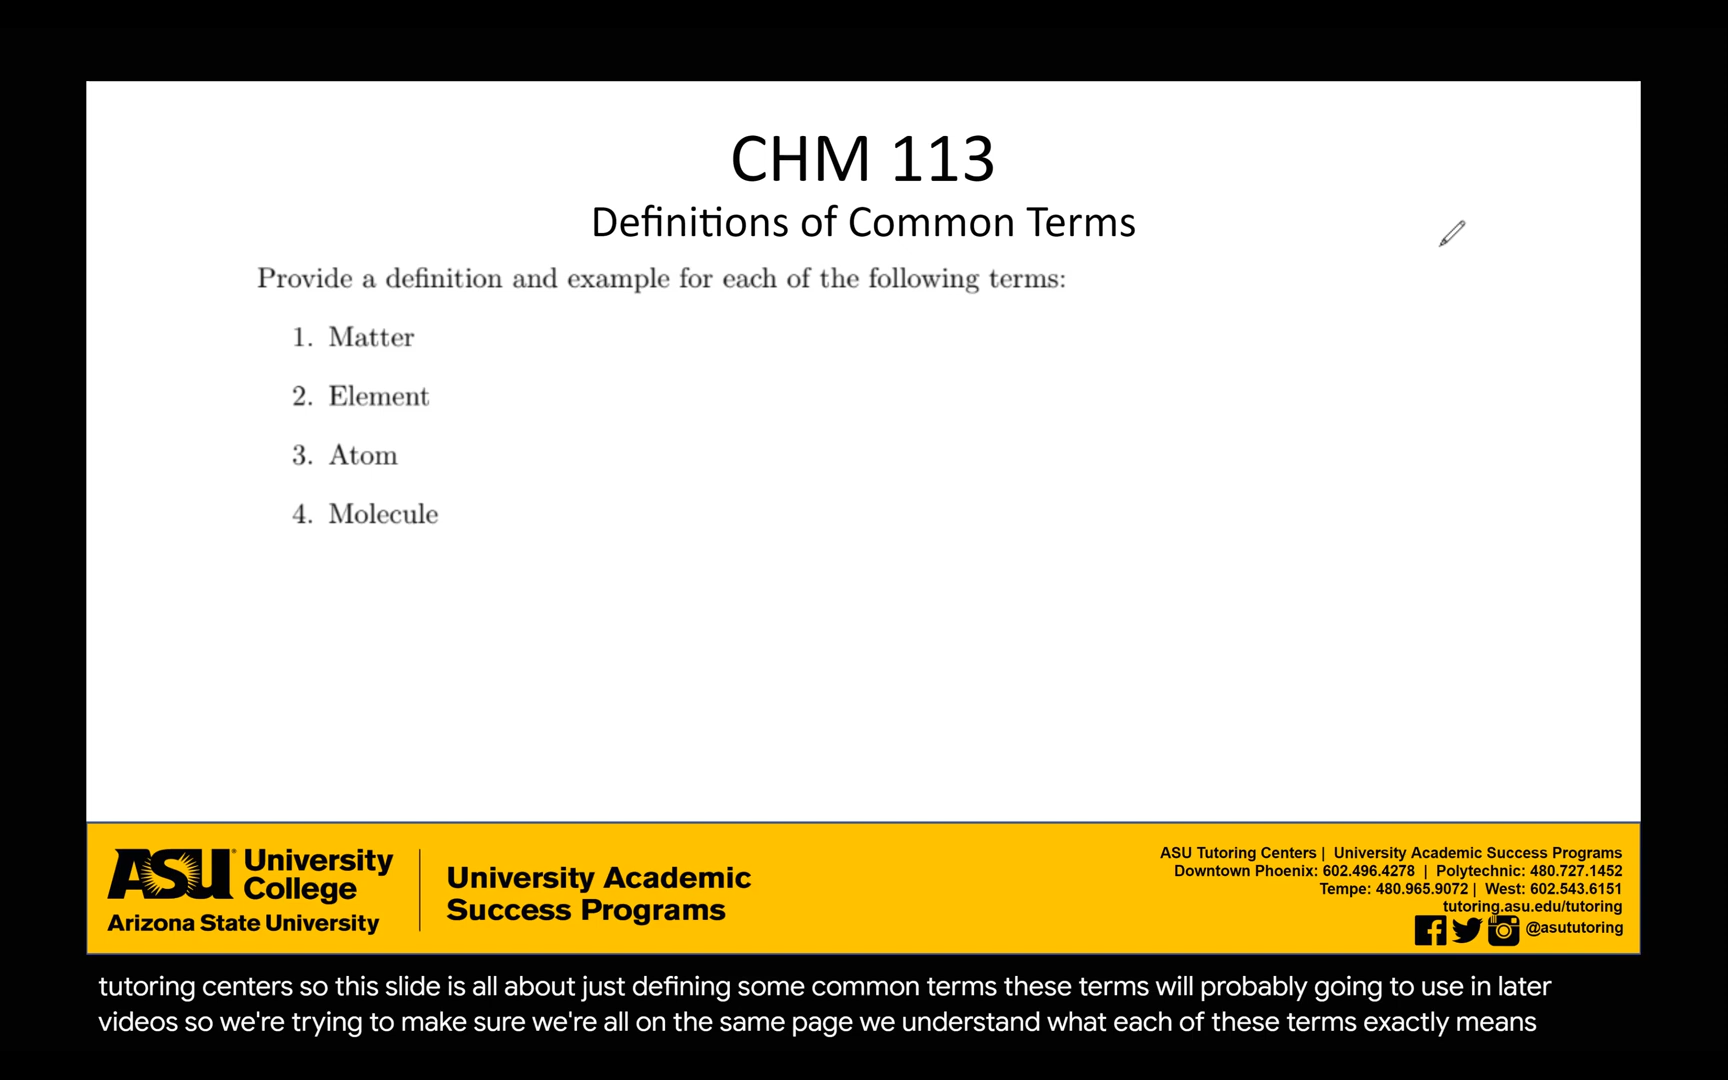 CHM 113
Definitions of Common Terms
Provide a definition and example for each of the following terms:
1. Matter
2. Element
3. Atom
4. Molecule
ASU University College
Arizona State University
University Academic
Success Programs
ASU Tutoring Centers | University Academic Success Programs
Downtown Phoenix: 602.496.4278 | Polytechnic: 480.727.1452
Tempe: 480.965.9072 | West: 602.543.6151
tutoring.asu.edu/tutoring
@asututoring
tutoring centers so this slide is all about just defining some common terms these terms will probably going to use in later
videos so we're trying to make sure we're all on the same page we understand what each of these terms exactly means